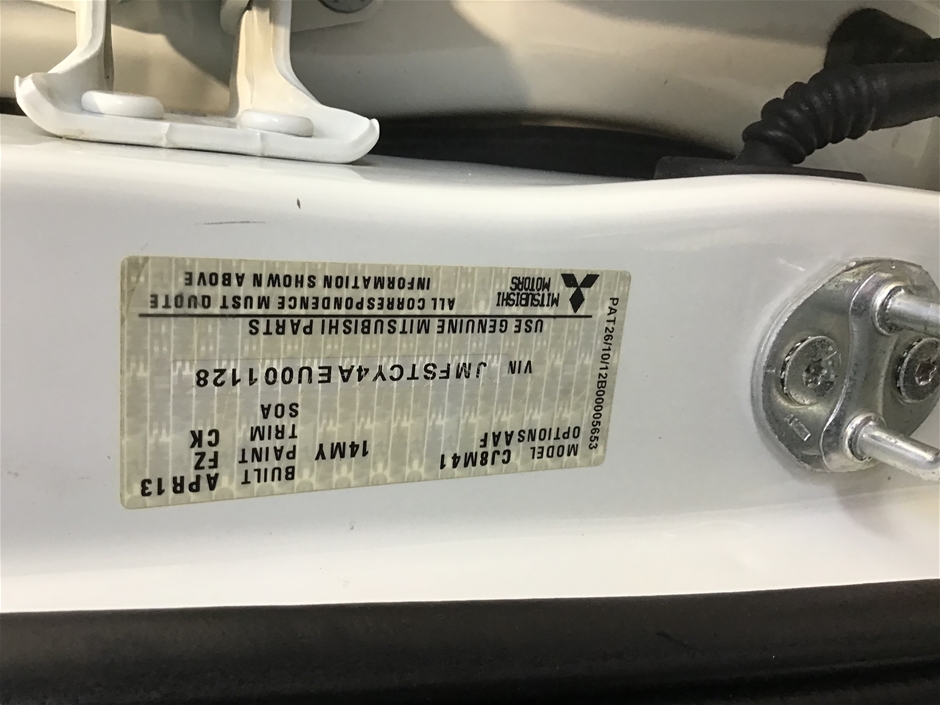 MODEL CJ8M41 14MY BUILT APR13
OPTIONS AAF PAINT FZ
TRIM CK
SOA
VIN JMFSTCY4AEU001128
USE GENUINE MITSUBISHI PARTS
MITSUBISHI MOTORS
ALL CORRESPONDENCE MUST QUOTE
INFORMATION SHOWN ABOVE
PAT26/10/12B00005653